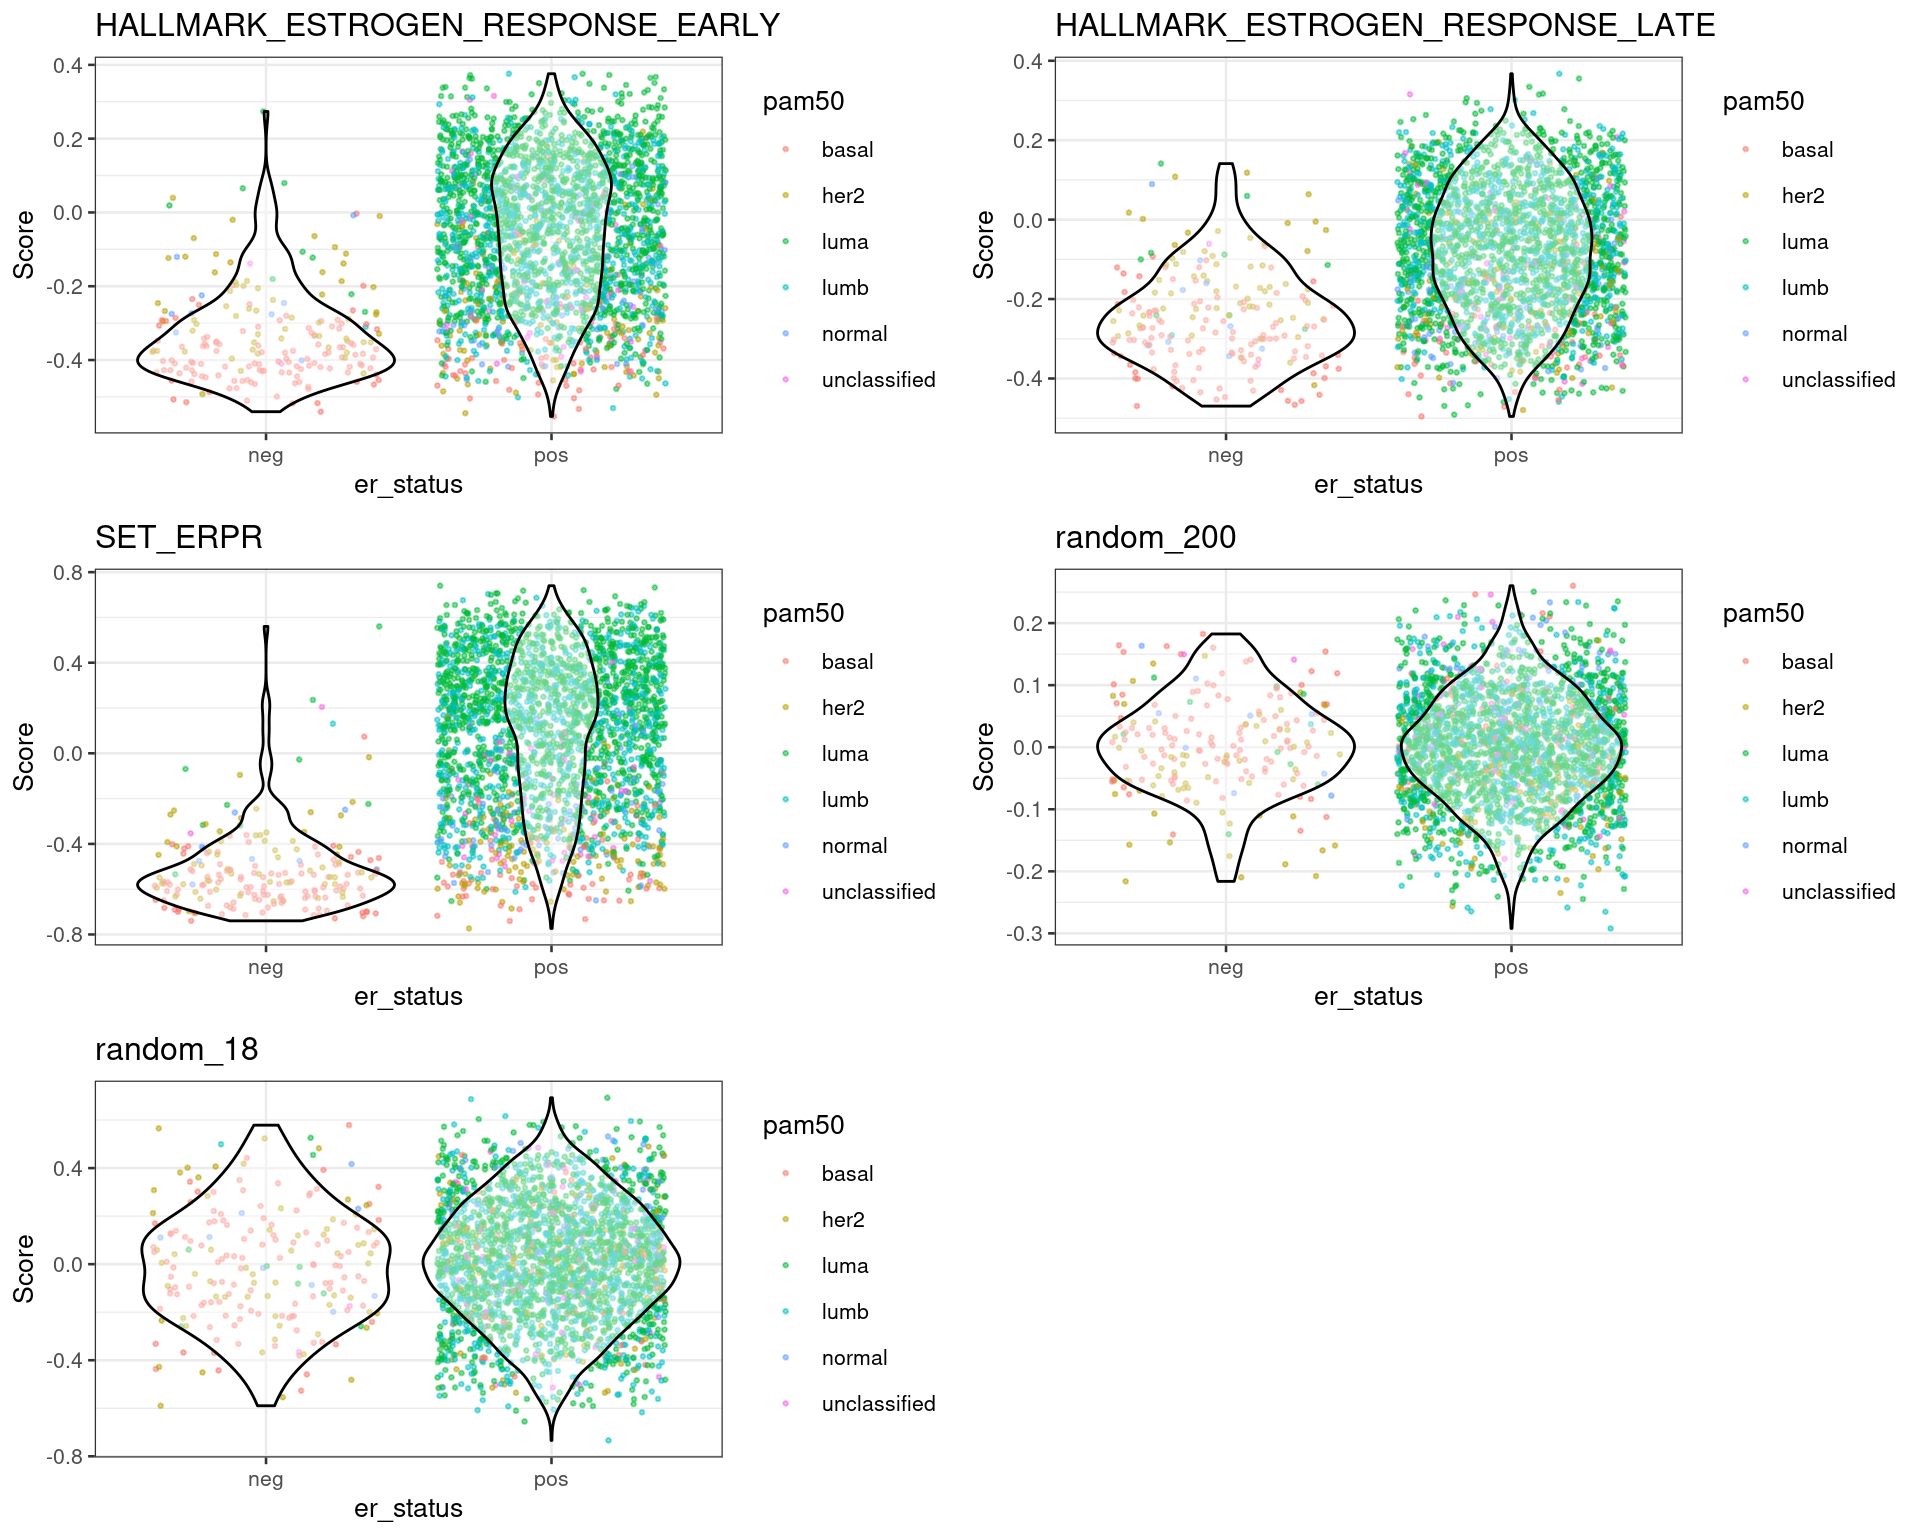 HALLMARK_ESTROGEN_RESPONSE_EARLY
0.4
0.2
0.0
-0.2
-0.4
Score
neg
pos
er_status
pam50
basal
her2
luma
lumb
normal
unclassified
HALLMARK_ESTROGEN_RESPONSE_LATE
0.4
0.2
0.0
-0.2
-0.4
Score
neg
pos
er_status
pam50
basal
her2
luma
lumb
normal
unclassified
SET_ERPR
0.8
0.4
0.0
-0.4
-0.8
Score
neg
pos
er_status
pam50
basal
her2
luma
lumb
normal
unclassified
random_200
0.2
0.1
0.0
-0.1
-0.2
-0.3
Score
neg
pos
er_status
pam50
basal
her2
luma
lumb
normal
unclassified
random_18
0.4
0.0
-0.4
-0.8
Score
neg
pos
er_status
pam50
basal
her2
luma
lumb
normal
unclassified